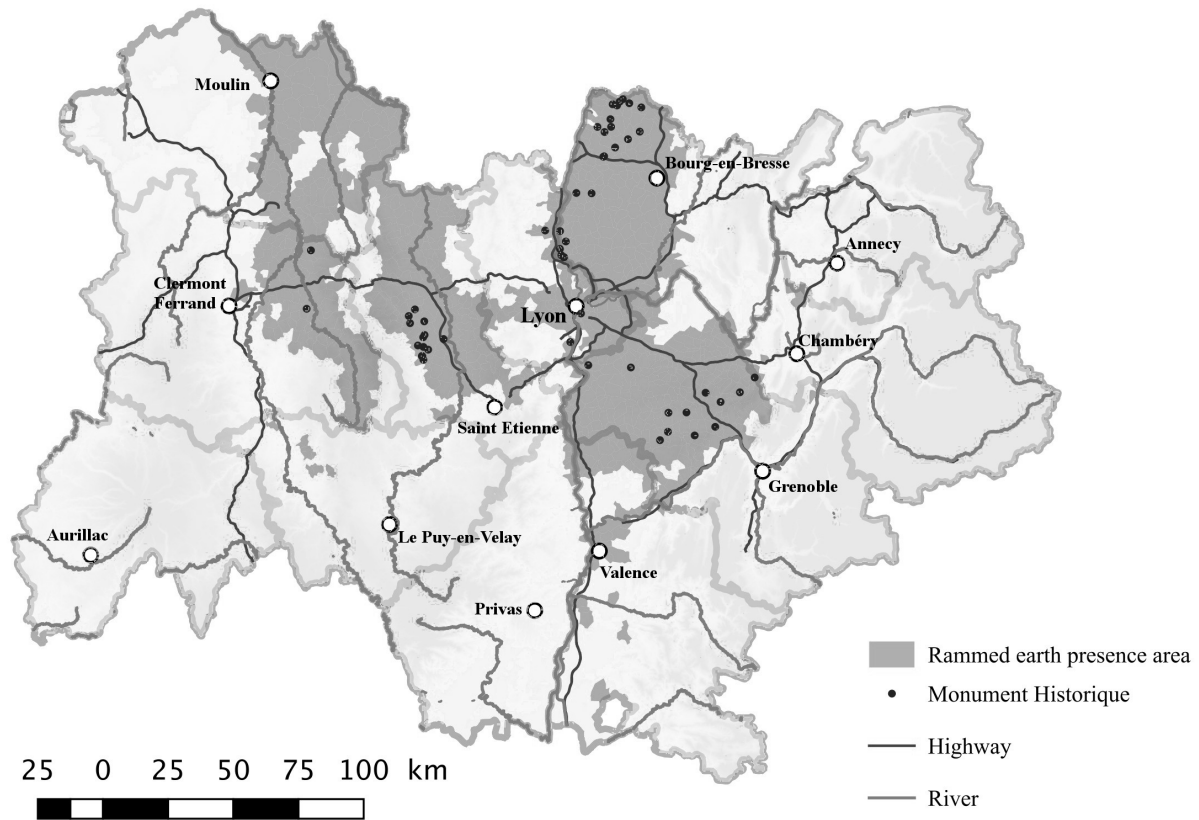 Moulin
Bourg-en-Bresse
Annecy
Clermont
Ferrand
Lyon
Chambéry
Saint Etienne
Grenoble
Aurillac
Le Puy-en-Velay
Valence
Privas
Rammed earth presence area
Monument Historique
Highway
River
25 0 25 50 75 100 km